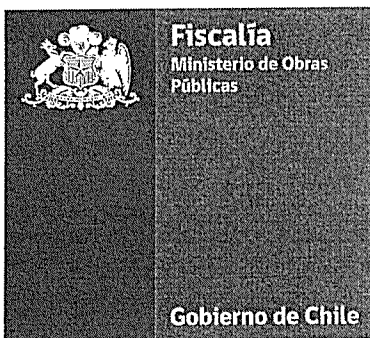 Fiscalía
Ministerio de Obras
Públicas
Gobierno de Chile